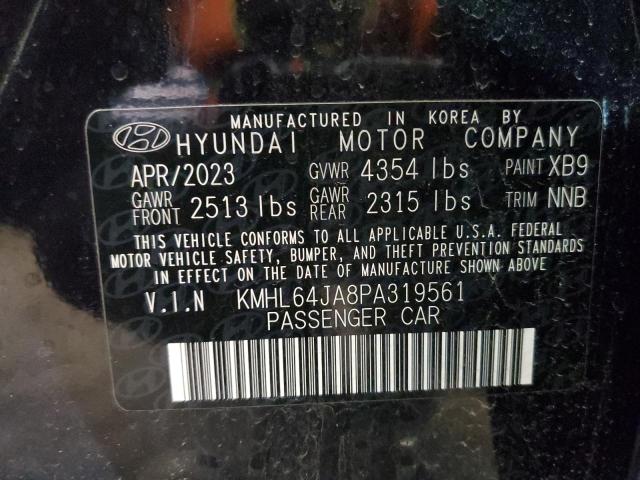 MANUFACTURED IN KOREA BY
HYUNDAI MOTOR COMPANY
APR/2023 GVWR 4354 lbs PAINT XB9
GAWR FRONT 2513 lbs GAWR REAR 2315 lbs TRIM NNB
THIS VEHICLE CONFORMS TO ALL APPLICABLE U.S.A. FEDERAL
MOTOR VEHICLE SAFETY, BUMPER, AND THEFT PREVENTION STANDARDS
IN EFFECT ON THE DATE OF MANUFACTURE SHOWN ABOVE.
V.I.N KMHL64JA8PA319561
PASSENGER CAR